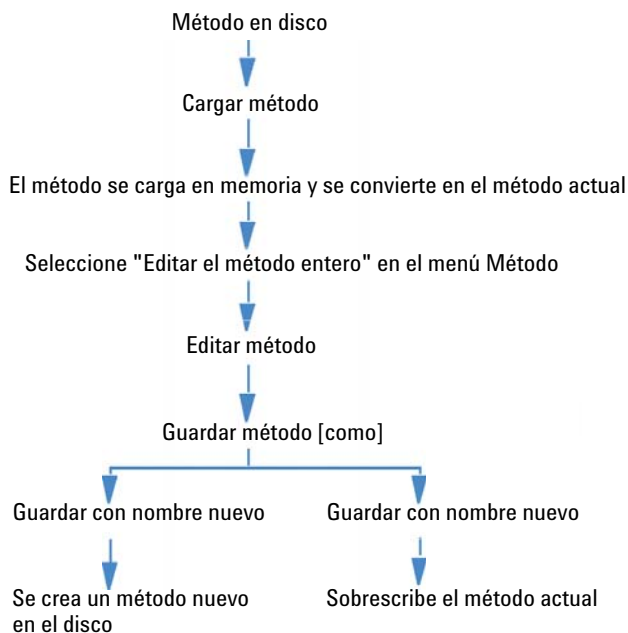 Método en disco
Cargar método
El método se carga en memoria y se convierte en el método actual
Seleccione "Editar el método entero" en el menú Método
Editar método
Guardar método [como]
Guardar con nombre nuevo
Guardar con nombre nuevo
Se crea un método nuevo
en el disco
Sobrescribe el método actual